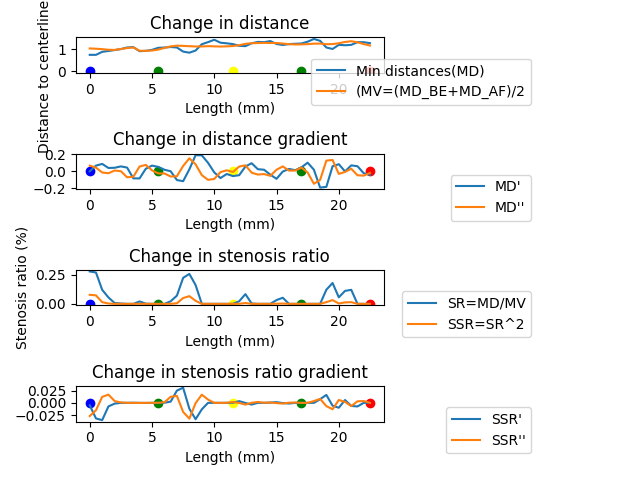 Change in distance
Distance to centerline
1
0
0 5 10 15 20
Length (mm)
Min distances(MD)
(MV=(MD_BE+MD_AF)/2
Change in distance gradient
0.2
0.0
−0.2
0 5 10 15 20
Length (mm)
MD'
MD''
Change in stenosis ratio
Stenosis ratio (%)
0.25
0.00
0 5 10 15 20
Length (mm)
SR=MD/MV
SSR=SR^2
Change in stenosis ratio gradient
0.025
0.000
−0.025
0 5 10 15 20
Length (mm)
SSR'
SSR''